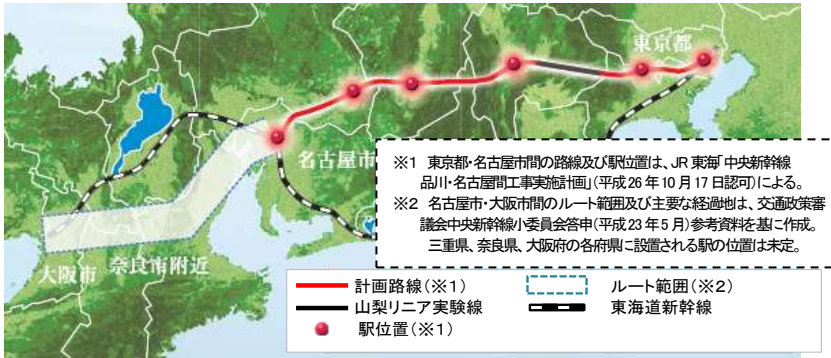 東京都
名古屋市
大阪市
奈良市附近
※1 東京都・名古屋市間の路線及び駅位置は、JR東海「中央新幹線
品川・名古屋間工事実施計画」(平成26年10月17日認可)による。
※2 名古屋市・大阪市間のルート範囲及び主要な経過地は、交通政策審
議会中央新幹線小委員会答申(平成23年5月)参考資料を基に作成。
三重県、奈良県、大阪府の各府県に設置される駅の位置は未定。
計画路線(※1)
ルート範囲(※2)
山梨リニア実験線
東海道新幹線
駅位置(※1)